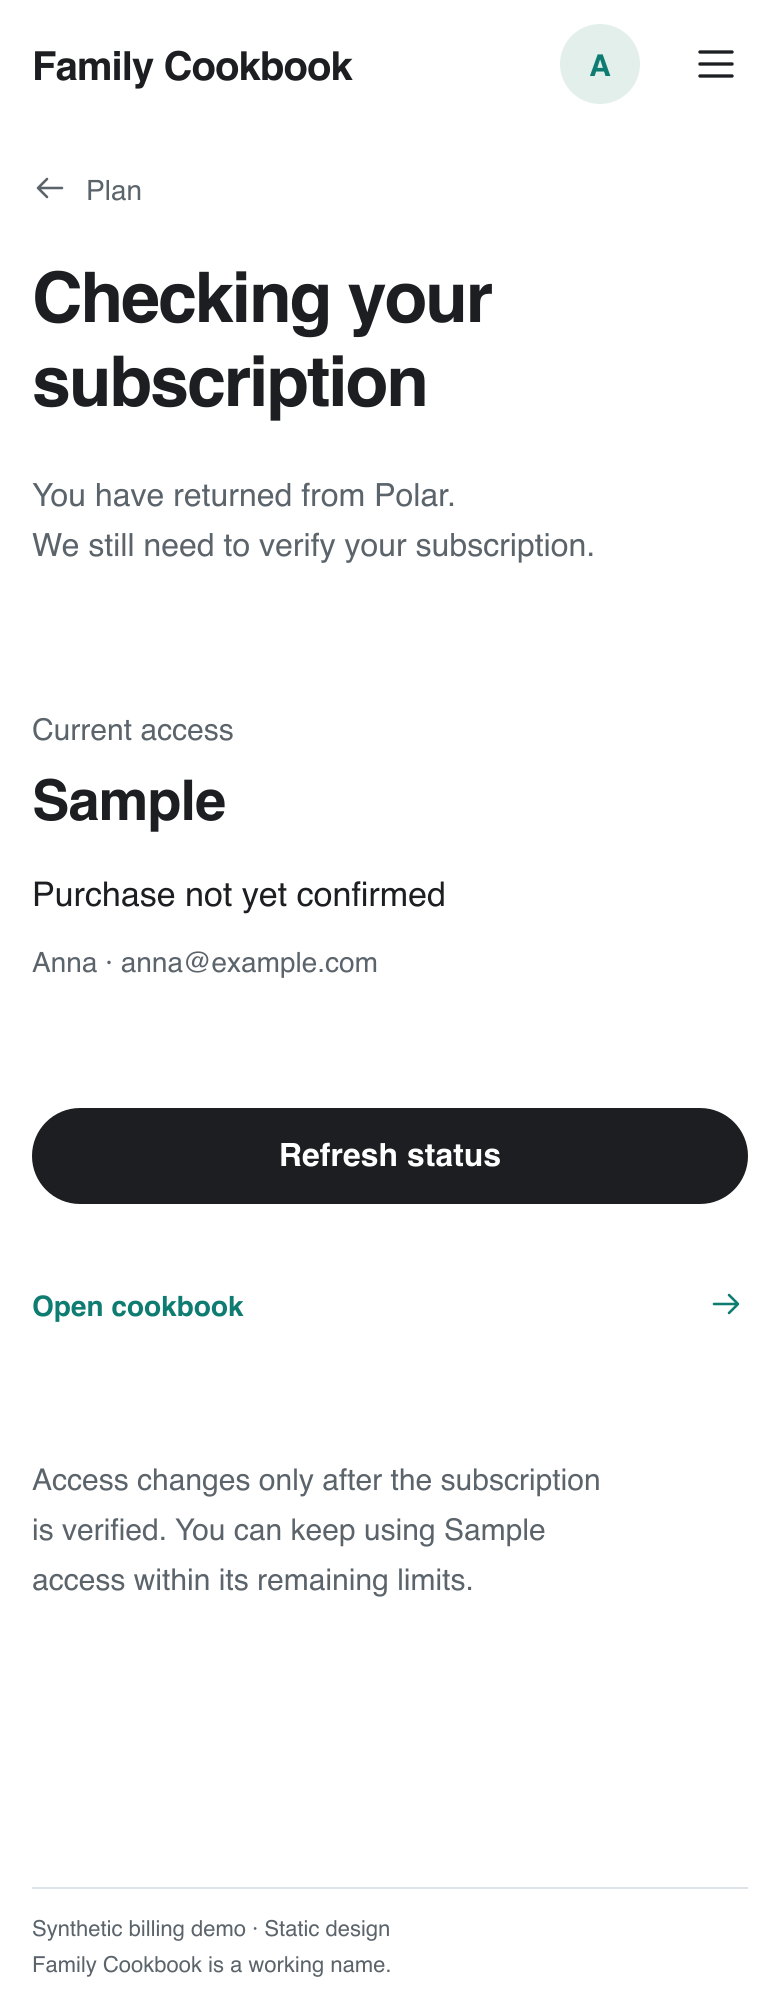 Family Cookbook
A
Plan
Checking your
subscription
You have returned from Polar.
We still need to verify your subscription.
Current access
Sample
Purchase not yet confirmed
Anna · anna@example.com
Refresh status
Open cookbook
Access changes only after the subscription
is verified. You can keep using Sample
access within its remaining limits.
Synthetic billing demo · Static design
Family Cookbook is a working name.